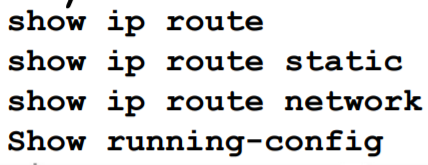 show ip route
show ip route static
show ip route network
Show running-config